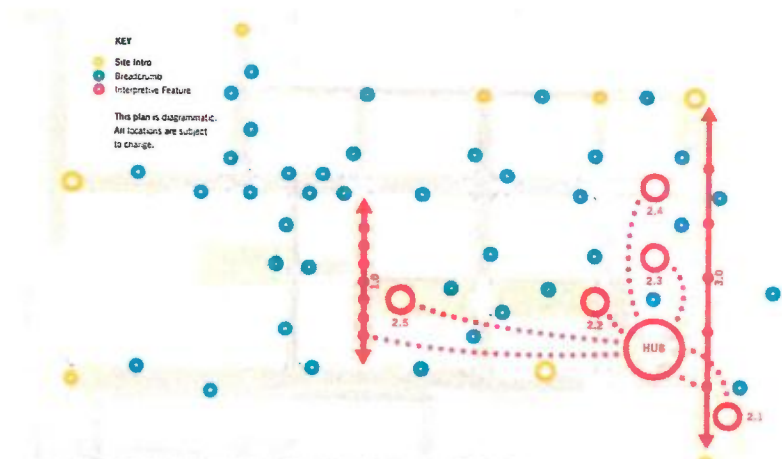 KEY
Site Intro
Breadcrumb
Interpretive Feature
This plan is diagrammatic.
All locations are subject
to change.
2.4
2.3
1.0
3.0
2.5
2.2
HUB
2.1